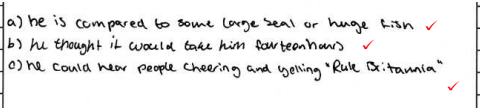 a) he is compared to some large seal or huge fish
b) he thought it would take him fourteen hours
c) he could hear people cheering and yelling "Rule Britannia"